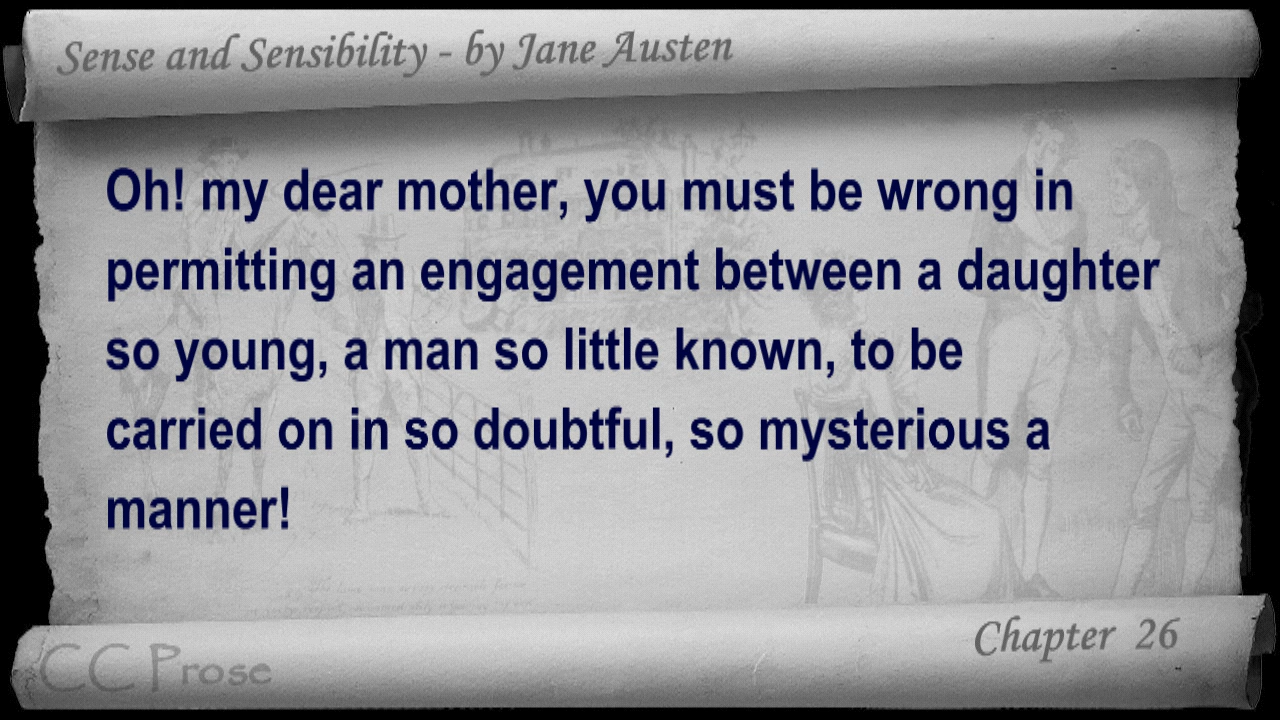 Sense and Sensibility - by Jane Austen
Oh! my dear mother, you must be wrong in
permitting an engagement between a daughter
so young, a man so little known, to be
carried on in so doubtful, so mysterious a
manner!
Chapter 26
CC Prose